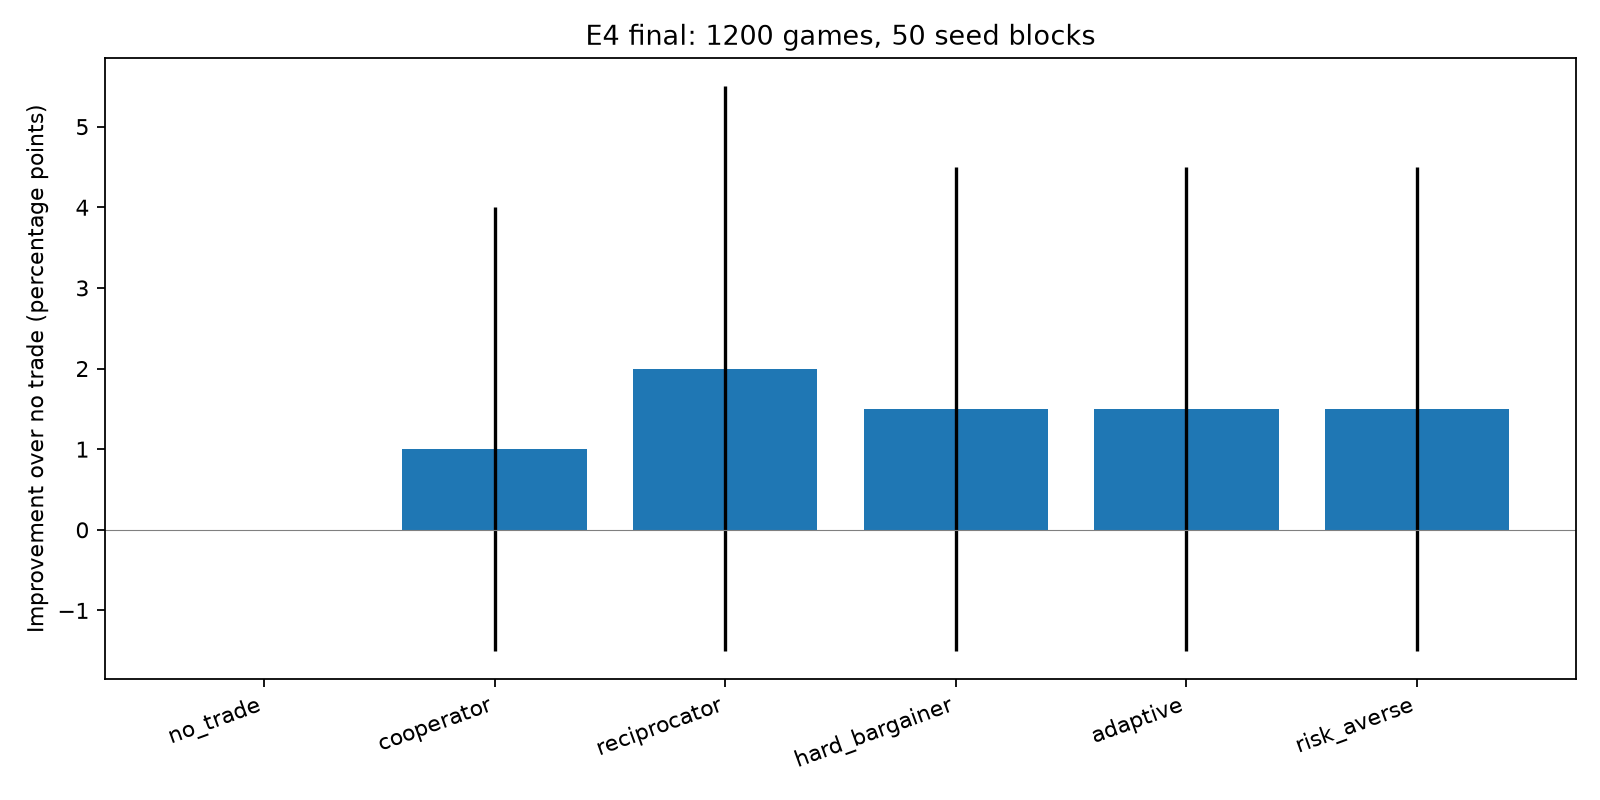 E4 final: 1200 games, 50 seed blocks
Improvement over no trade (percentage points)
5
4
3
2
1
0
−1
no_trade
cooperator
reciprocator
hard_bargainer
adaptive
risk_averse